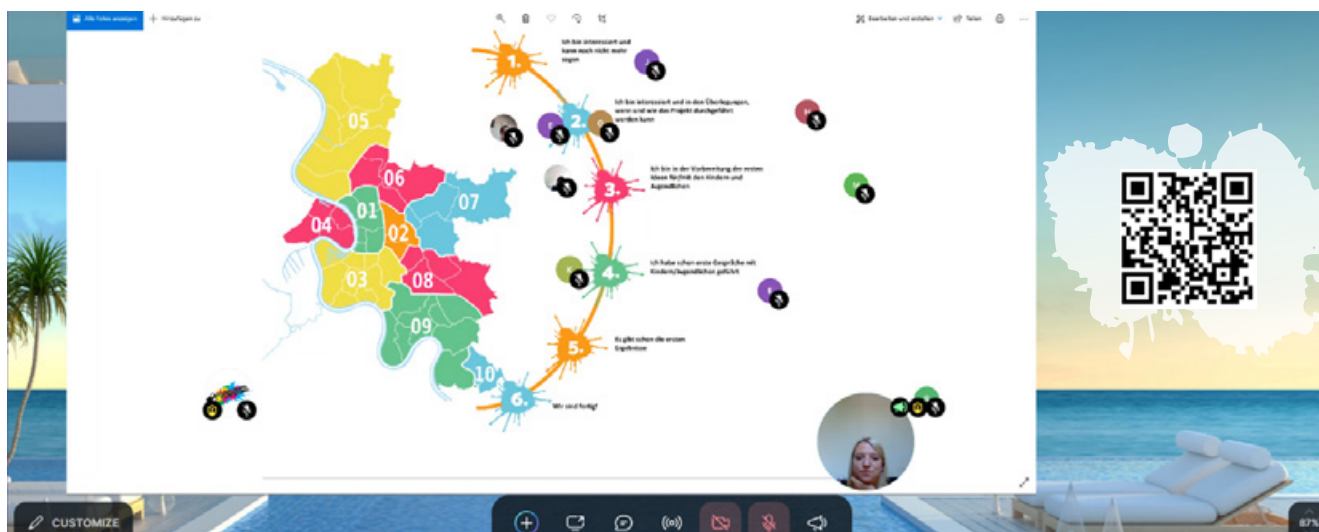 Alle Fotos anzeigen
Hinzufügen zu
Bearbeiten und erstellen
Teilen
1.
Ich bin interessiert und
kann noch nicht mehr
sagen
2.
Ich bin interessiert und in den Überlegungen,
wann und wie das Projekt durchgeführt
werden kann
3.
Ich bin in der Vorbereitung der ersten
Ideen für/mit den Kindern und
Jugendlichen
4.
Ich habe schon erste Gespräche mit
Kindern/Jugendlichen geführt
5.
Es gibt schon die ersten
Ergebnisse
6.
Wir sind fertig!
05
06
07
01
04
02
03
08
09
10
CUSTOMIZE
87%